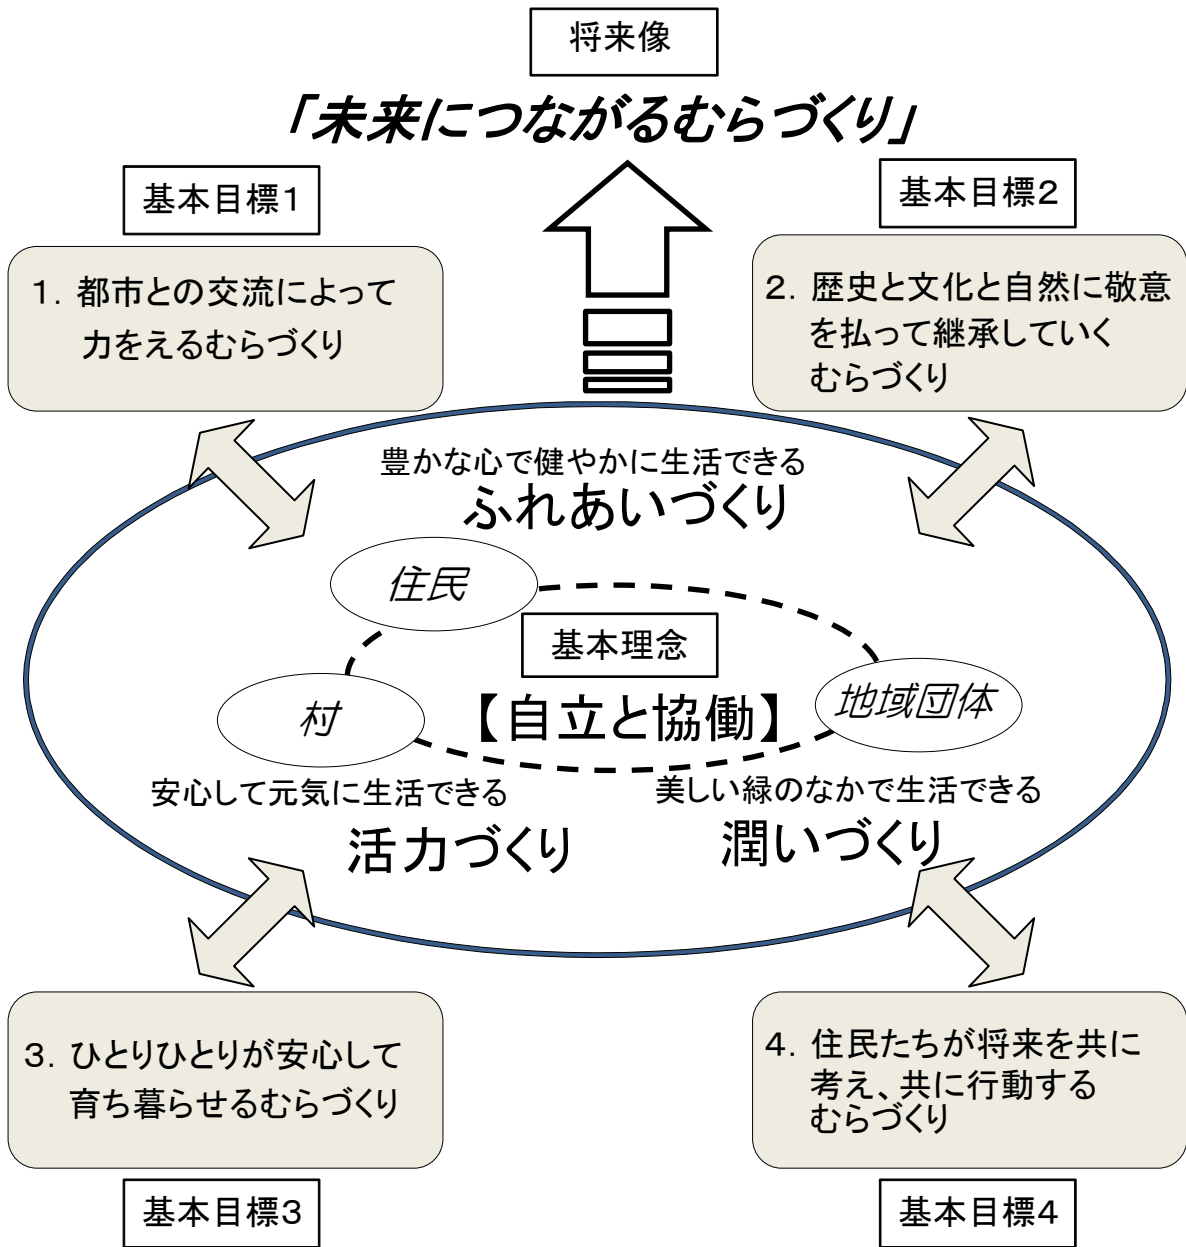 将来像
「未来につながるむらづくり」
基本目標1
基本目標2
1．都市との交流によって
力をえるむらづくり
2．歴史と文化と自然に敬意
を払って継承していく
むらづくり
豊かな心で健やかに生活できる
ふれあいづくり
住民
基本理念
村
【自立と協働】
地域団体
安心して元気に生活できる
活力づくり
美しい緑のなかで生活できる
潤いづくり
3．ひとりひとりが安心して
育ち暮らせるむらづくり
4．住民たちが将来を共に
考え、共に行動する
むらづくり
基本目標3
基本目標4